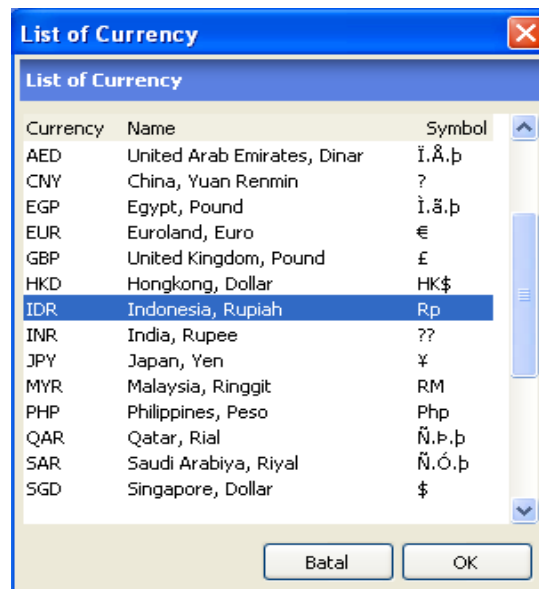 List of Currency
List of Currency
Currency Name Symbol
AED United Arab Emirates, Dinar Ï.Å.þ
CNY China, Yuan Renmin ?
EGP Egypt, Pound Ì.ã.þ
EUR Euroland, Euro €
GBP United Kingdom, Pound £
HKD Hongkong, Dollar HK$
IDR Indonesia, Rupiah Rp
INR India, Rupee ??
JPY Japan, Yen ¥
MYR Malaysia, Ringgit RM
PHP Philippines, Peso Php
QAR Qatar, Rial Ñ.Þ.þ
SAR Saudi Arabiya, Riyal Ñ.Ó.þ
SGD Singapore, Dollar $
Batal OK